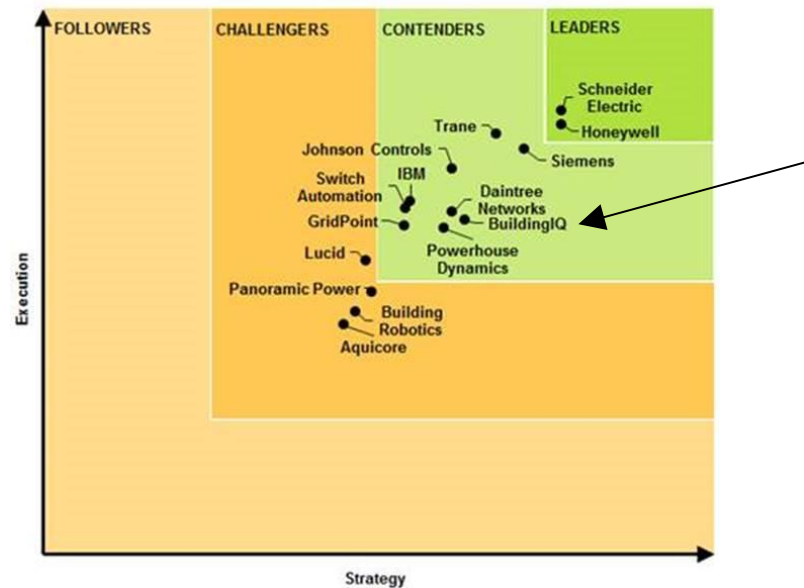 FOLLOWERS
CHALLENGERS
CONTENDERS
LEADERS
Schneider
Electric
Honeywell
Trane
Siemens
Johnson Controls
IBM
Switch
Automation
GridPoint
Daintree
Networks
BuildingIQ
Powerhouse
Dynamics
Lucid
Panoramic Power
Building
Robotics
Aquicore
Execution
Strategy